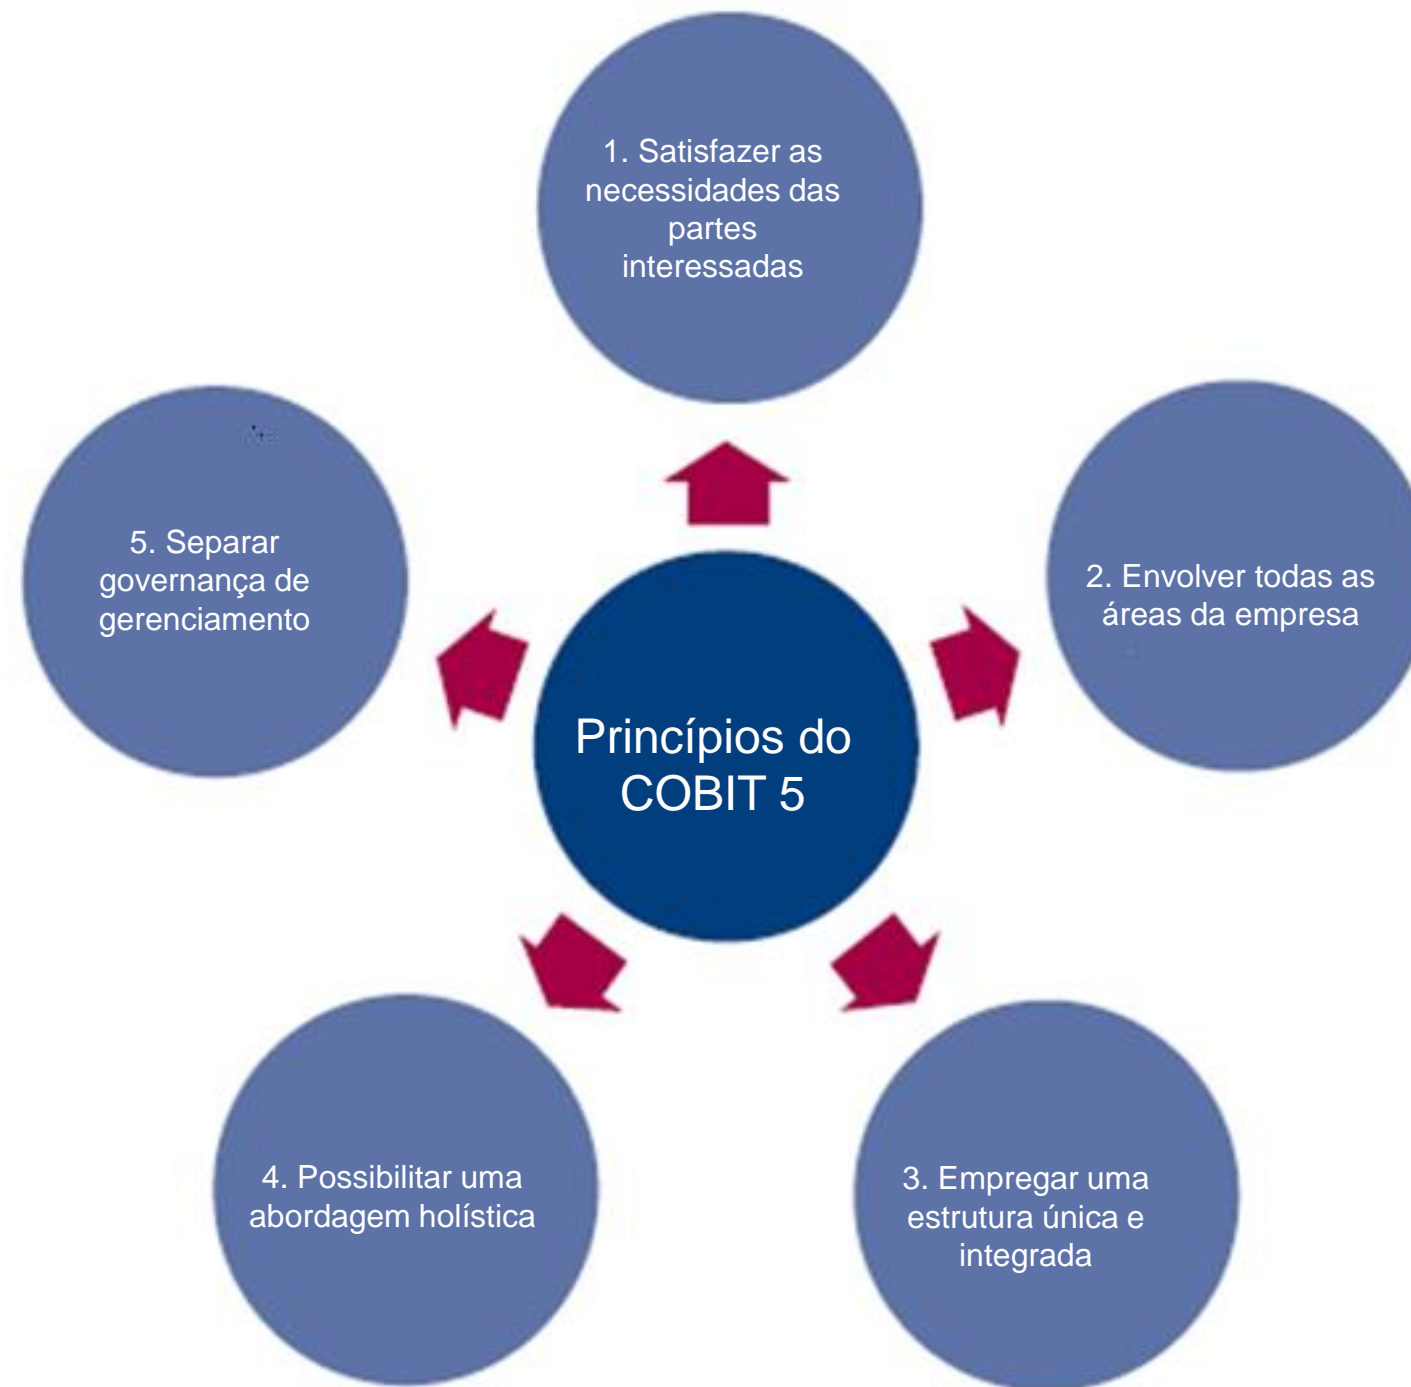 1. Satisfazer as
necessidades das
partes
interessadas
2. Envolver todas as
áreas da empresa
3. Empregar uma
estrutura única e
integrada
4. Possibilitar uma
abordagem holística
5. Separar
governança de
gerenciamento
Princípios do
COBIT 5